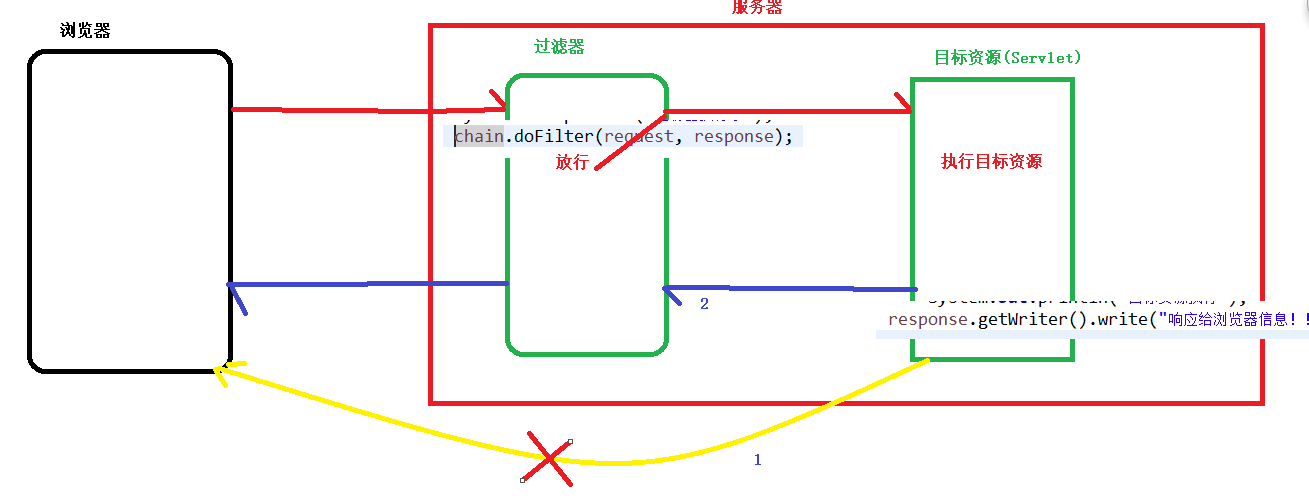 服务器
浏览器
过滤器
目标资源(Servlet)
chain.doFilter(request, response);
放行
执行目标资源
2
response.getWriter().write("响应给浏览器信息!!
1